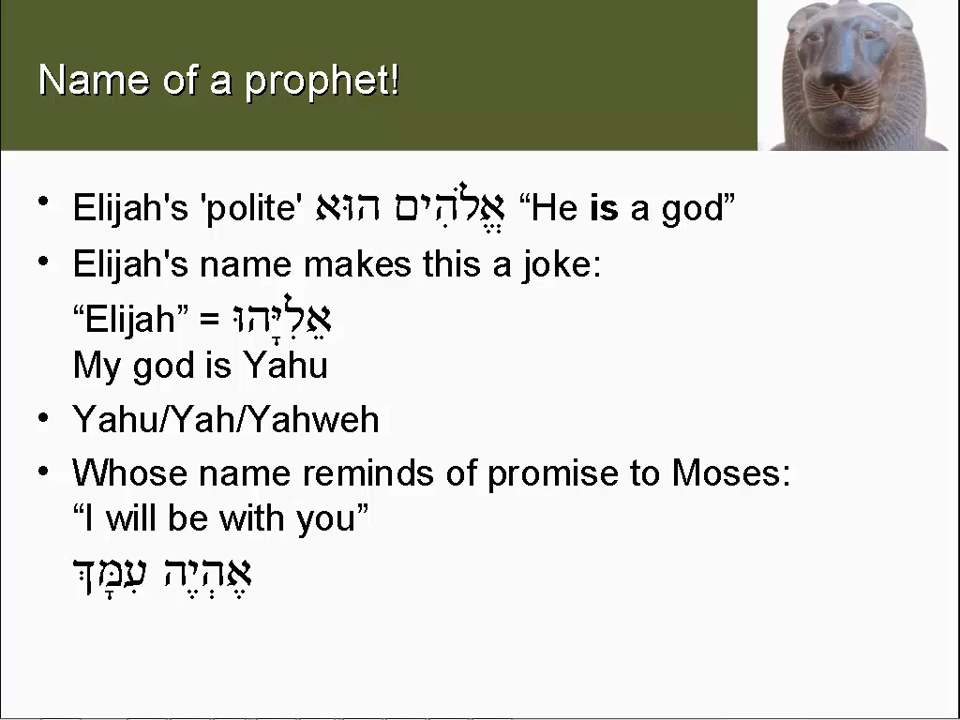 Name of a prophet!
• Elijah's 'polite' אֱלֹהִים הוּא “He is a god”
• Elijah's name makes this a joke:
“Elijah” = אֵלִיָּהוּ
My god is Yahu
• Yahu/Yah/Yahweh
• Whose name reminds of promise to Moses:
“I will be with you”
אֶהְיֶה עִמָּךְ